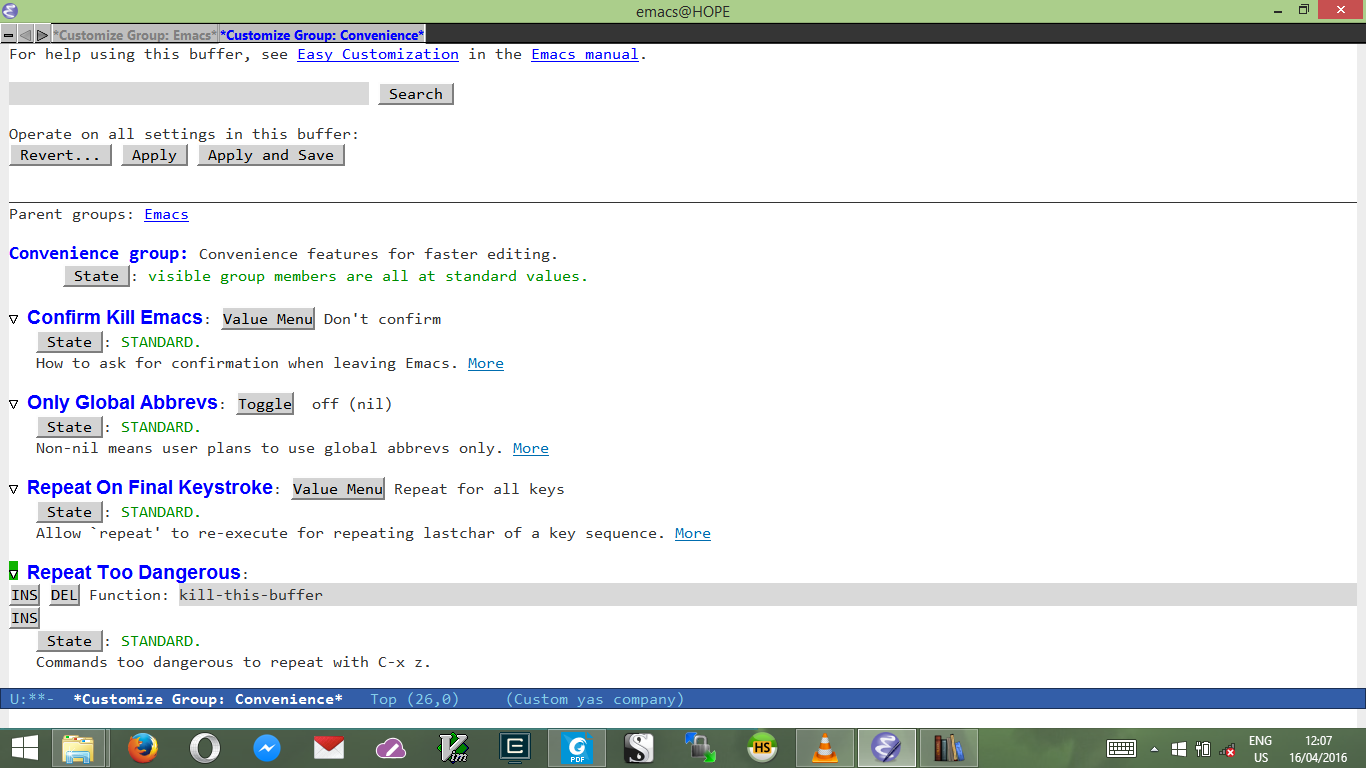 emacs@HOPE
*Customize Group: Emacs* *Customize Group: Convenience*
For help using this buffer, see Easy Customization in the Emacs manual.
Search
Operate on all settings in this buffer:
Revert... Apply Apply and Save
Parent groups: Emacs
Convenience group: Convenience features for faster editing.
State : visible group members are all at standard values.
Confirm Kill Emacs: Value Menu Don't confirm
State : STANDARD.
How to ask for confirmation when leaving Emacs. More
Only Global Abbrevs: Toggle off (nil)
State : STANDARD.
Non-nil means user plans to use global abbrevs only. More
Repeat On Final Keystroke: Value Menu Repeat for all keys
State : STANDARD.
Allow `repeat' to re-execute for repeating lastchar of a key sequence. More
Repeat Too Dangerous:
INS DEL Function: kill-this-buffer
INS
State : STANDARD.
Commands too dangerous to repeat with C-x z.
U:**- *Customize Group: Convenience* Top (26,0) (Custom yas company)
Vim E G PDF S HS ENG 12:07
US 16/04/2016